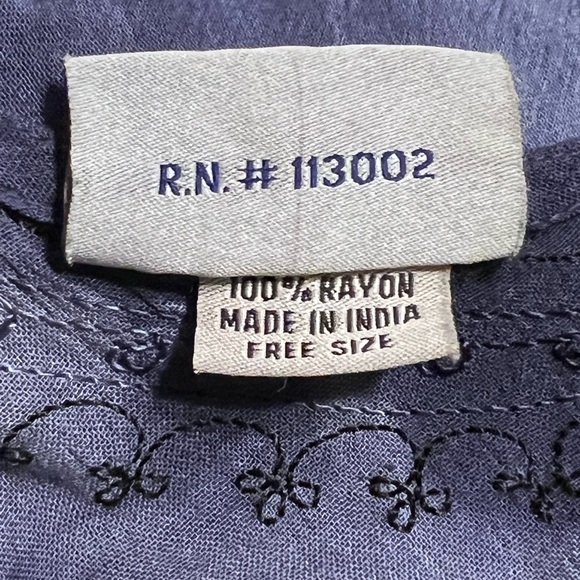 R.N. # 113002
100% RAYON
MADE IN INDIA
FREE SIZE